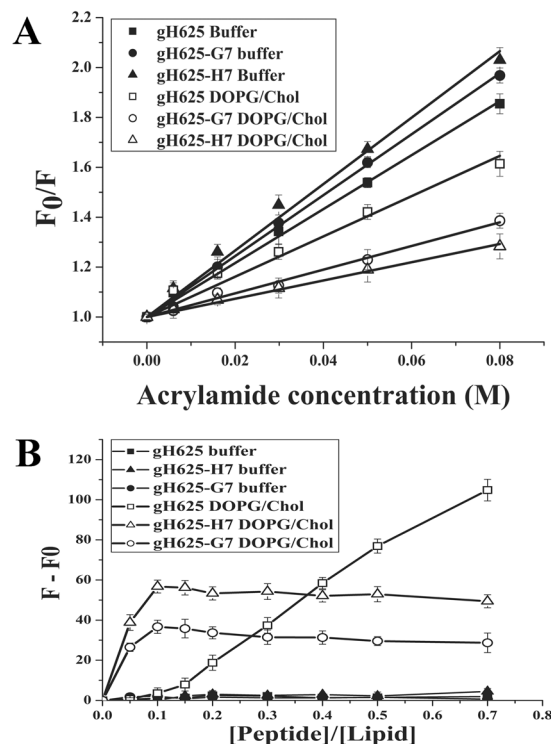 A
gH625 Buffer
gH625-G7 buffer
gH625-H7 Buffer
gH625 DOPG/Chol
gH625-G7 DOPG/Chol
gH625-H7 DOPG/Chol
F0/F
2.2
2.0
1.8
1.6
1.4
1.2
1.0
0.00
0.02
0.04
0.06
0.08
Acrylamide concentration (M)
B
gH625 buffer
gH625-H7 buffer
gH625-G7 buffer
gH625 DOPG/Chol
gH625-H7 DOPG/Chol
gH625-G7 DOPG/Chol
F - F0
120
100
80
60
40
20
0
0.0
0.1
0.2
0.3
0.4
0.5
0.6
0.7
0.8
[Peptide]/[Lipid]